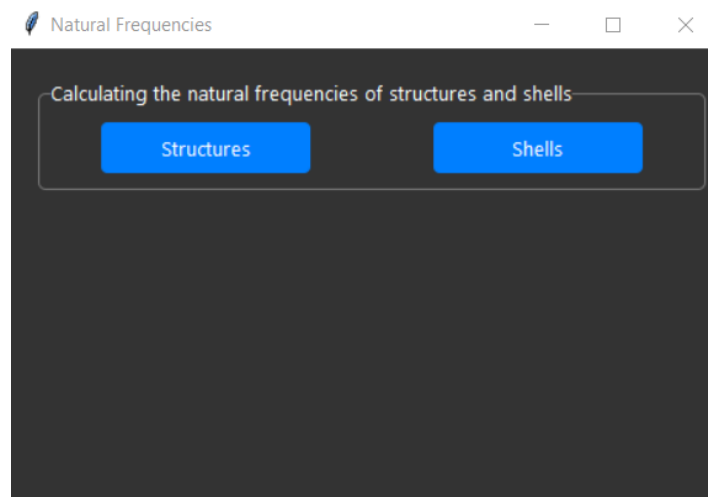 Natural Frequencies
Calculating the natural frequencies of structures and shells
Structures
Shells